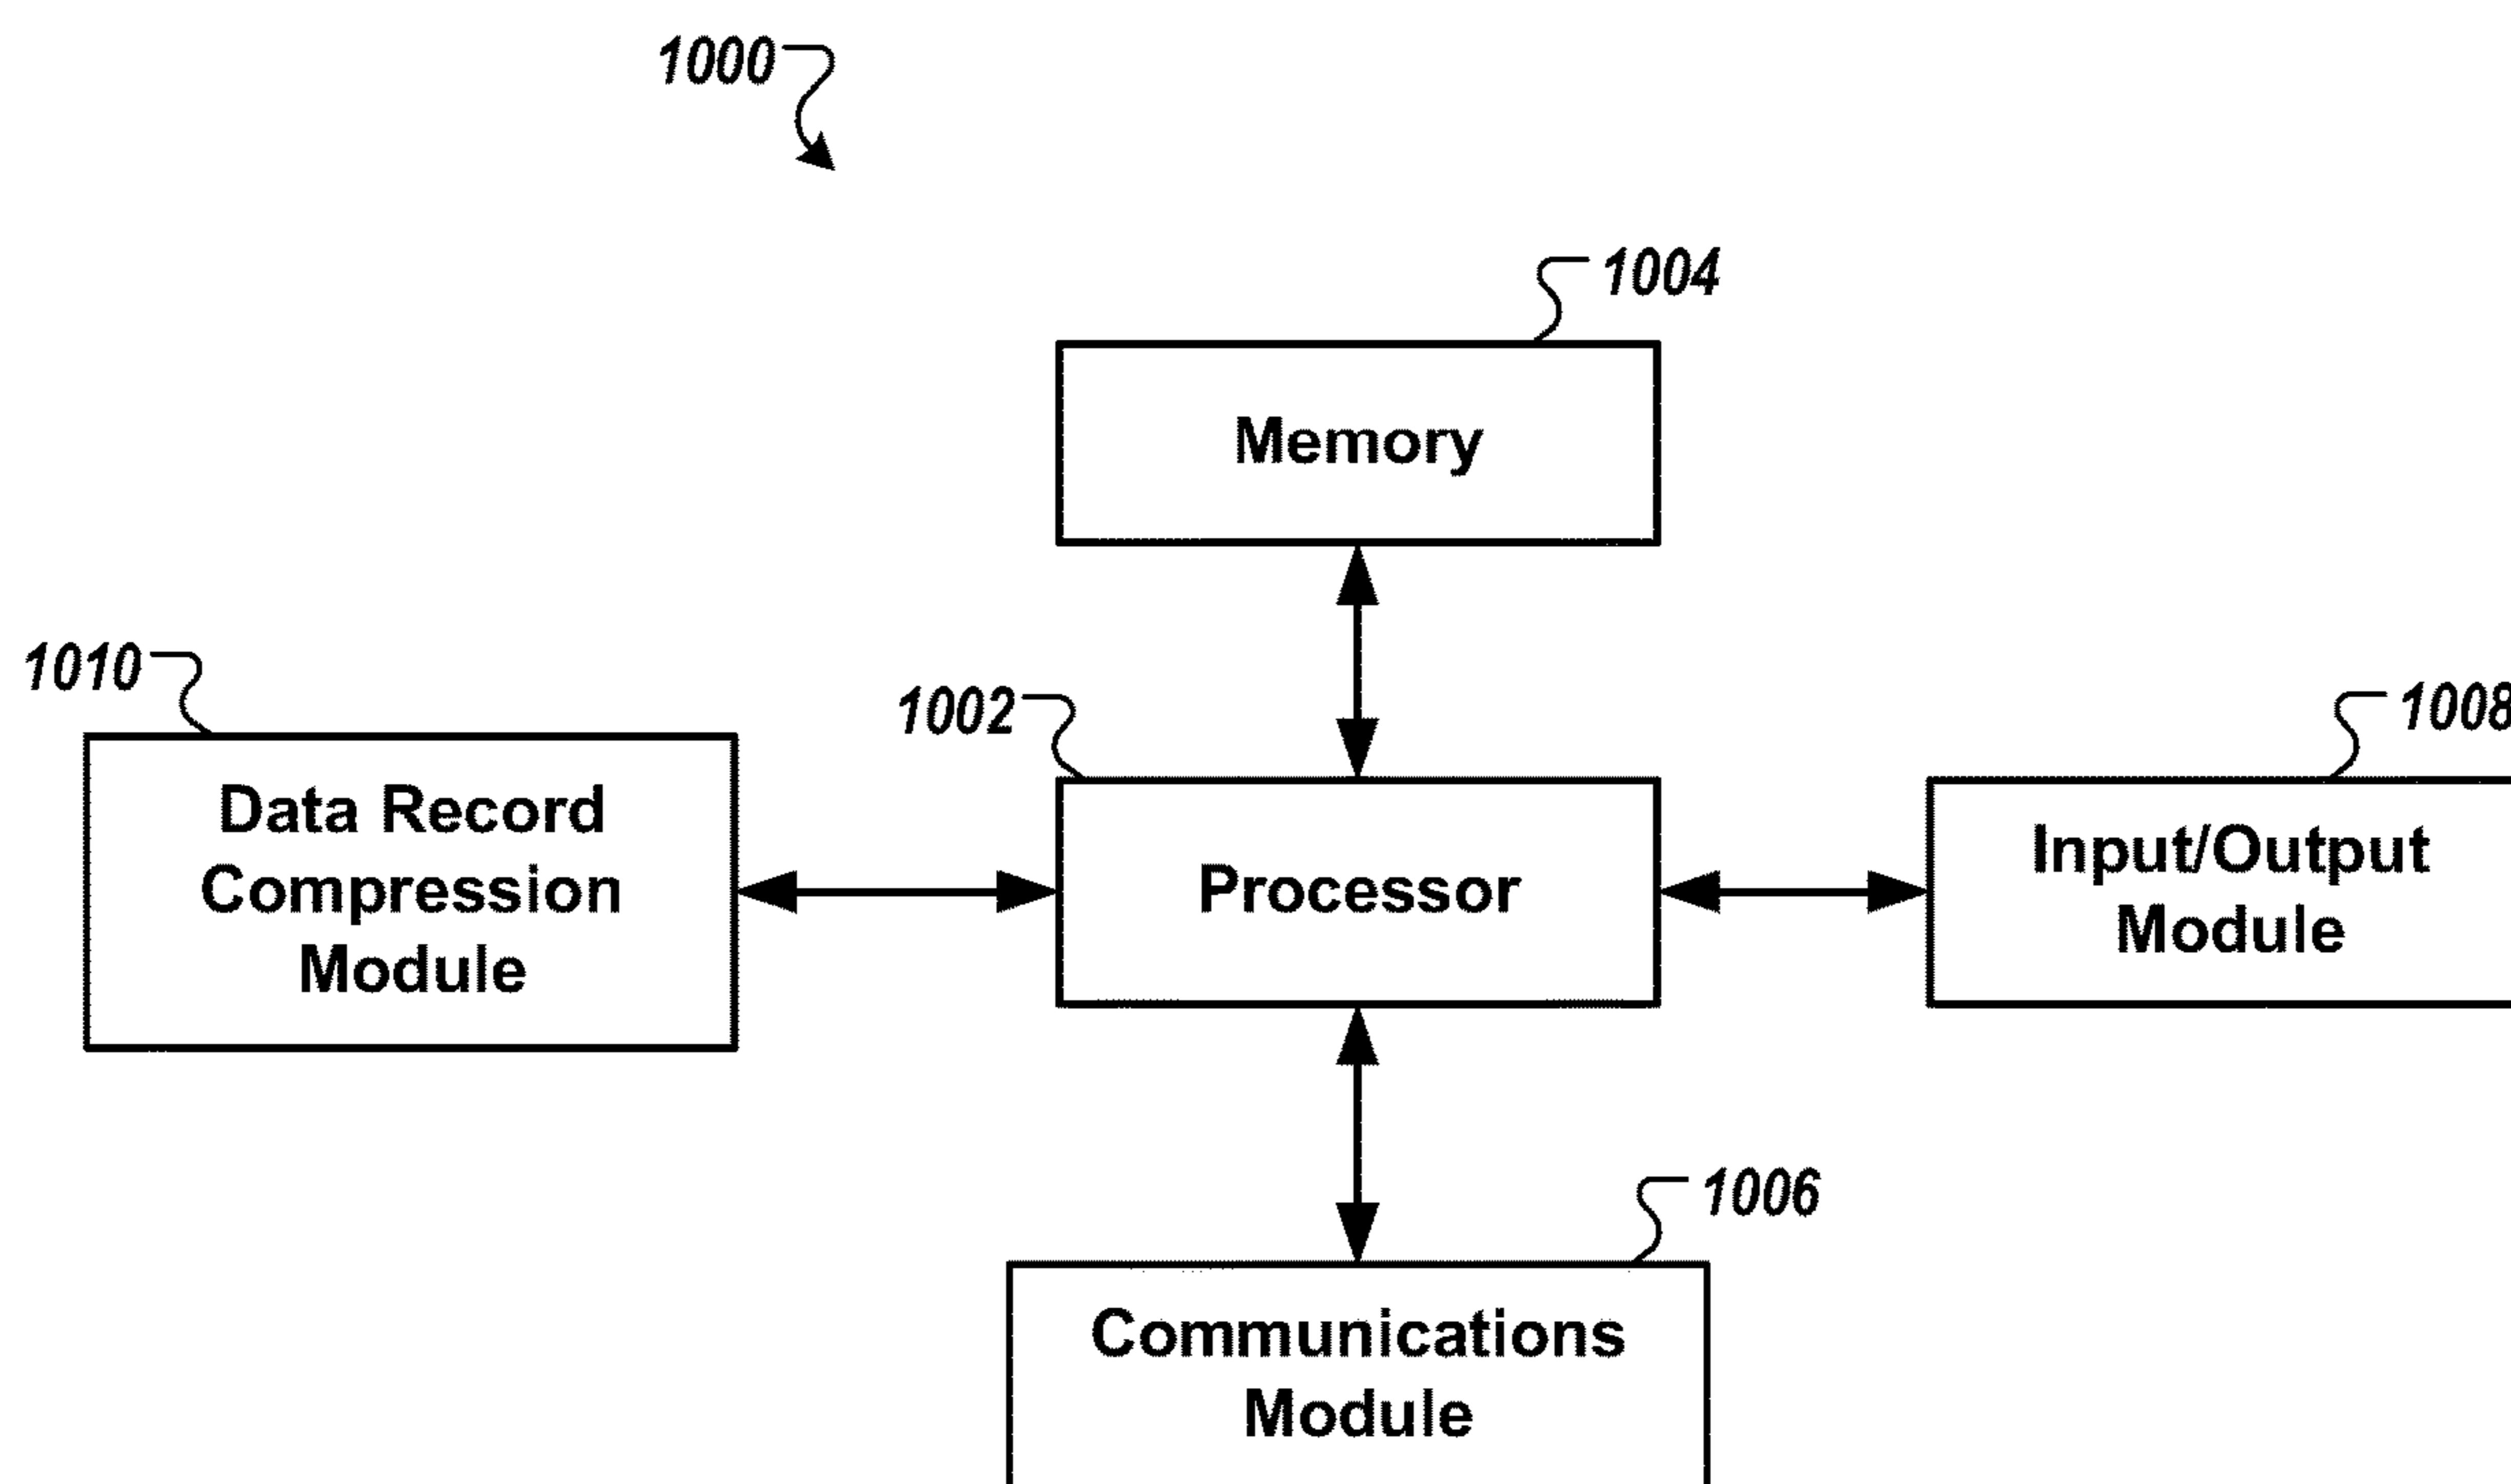 1000
1004
Memory
1010
1002
1008
Data Record
Compression
Module
Processor
Input/Output
Module
1006
Communications
Module